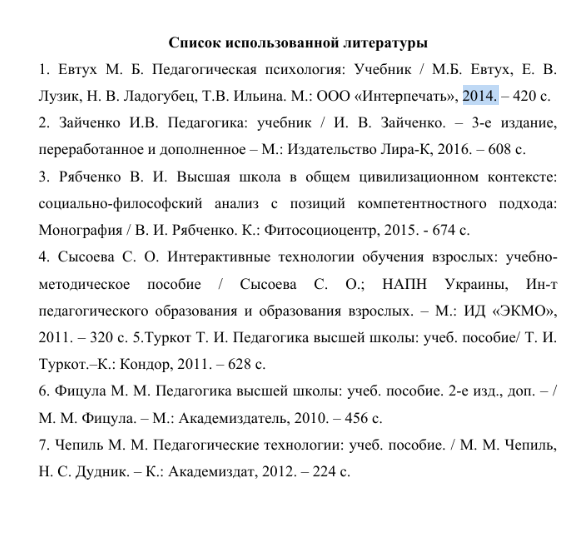 Список использованной литературы
1. Евтух М. Б. Педагогическая психология: Учебник / М.Б. Евтух, Е. В.
Лузик, Н. В. Ладогубец, Т.В. Ильина. М.: ООО «Интерпечать», 2014. – 420 с.
2. Зайченко И.В. Педагогика: учебник / И. В. Зайченко. – 3-е издание,
переработанное и дополненное – М.: Издательство Лира-К, 2016. – 608 с.
3. Рябченко В. И. Высшая школа в общем цивилизационном контексте:
социально-философский анализ с позиций компетентностного подхода:
Монография / В. И. Рябченко. К.: Фитосоциоцентр, 2015. - 674 с.
4. Сысоева С. О. Интерактивные технологии обучения взрослых: учебно-
методическое пособие / Сысоева С. О.; НАПН Украины, Ин-т
педагогического образования и образования взрослых. – М.: ИД «ЭКМО»,
2011. – 320 с. 5.Туркот Т. И. Педагогика высшей школы: учеб. пособие/ Т. И.
Туркот.–К.: Кондор, 2011. – 628 с.
6. Фицула М. М. Педагогика высшей школы: учеб. пособие. 2-е изд., доп. – /
М. М. Фицула. – М.: Академиздатель, 2010. – 456 с.
7. Чепиль М. М. Педагогические технологии: учеб. пособие. / М. М. Чепиль,
Н. С. Дудник. – К.: Академиздат, 2012. – 224 с.